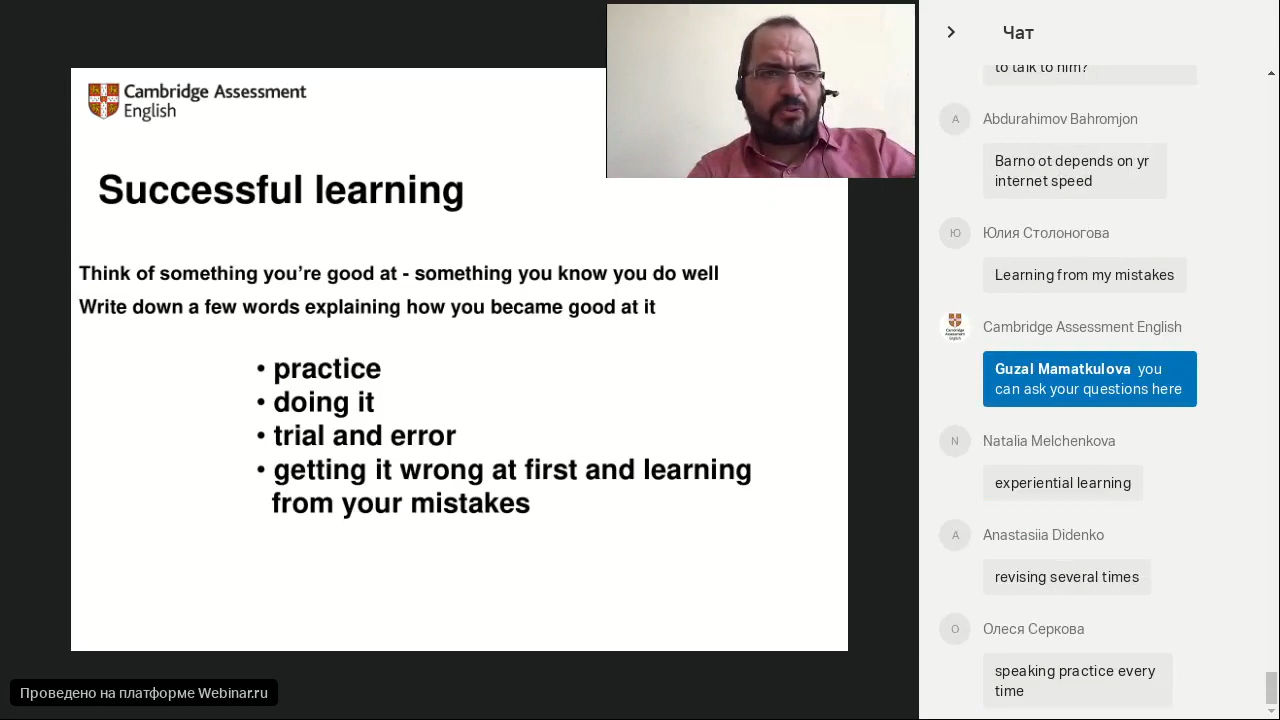 Cambridge Assessment
English
Successful learning
Think of something you’re good at - something you know you do well
Write down a few words explaining how you became good at it
• practice
• doing it
• trial and error
• getting it wrong at first and learning
from your mistakes
Проведено на платформе Webinar.ru
Чат
to talk to him?
A
Abdurahimov Bahromjon
Barno ot depends on yr
internet speed
Ю
Юлия Столоногова
Learning from my mistakes
Cambridge Assessment English
Guzal Mamatkulova you
can ask your questions here
N
Natalia Melchenkova
experiential learning
A
Anastasiia Didenko
revising several times
О
Олеся Серкова
speaking practice every
time